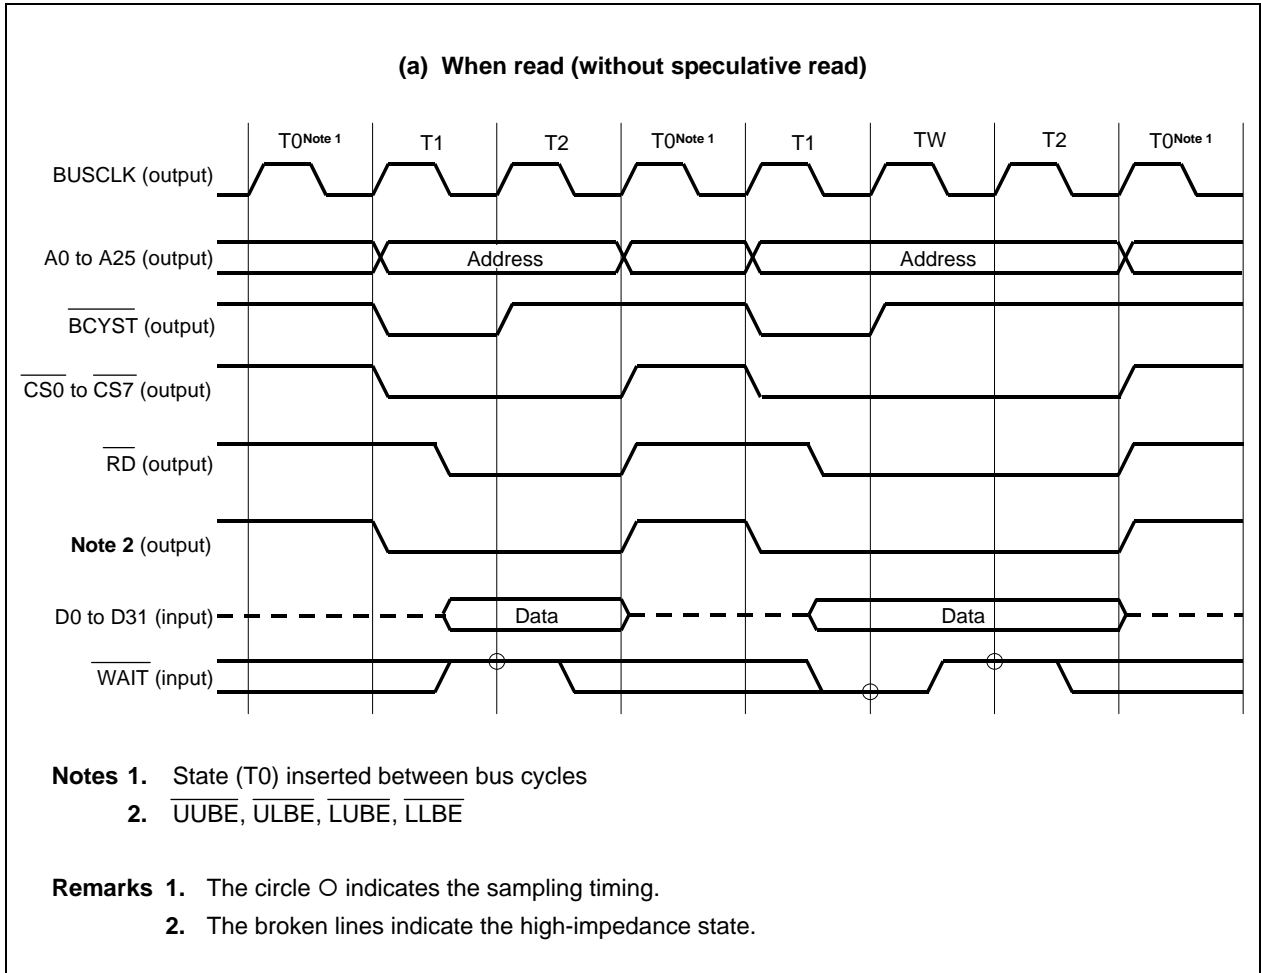 (a) When read (without speculative read)
T0Note 1 T1 T2 T0Note 1 T1 TW T2 T0Note 1
BUSCLK (output)
A0 to A25 (output) Address Address
BCYST (output)
CS0 to CS7 (output)
RD (output)
Note 2 (output)
D0 to D31 (input) Data Data
WAIT (input)
Notes 1. State (T0) inserted between bus cycles
2. UUBE, ULBE, LUBE, LLBE
Remarks 1. The circle O indicates the sampling timing.
2. The broken lines indicate the high-impedance state.